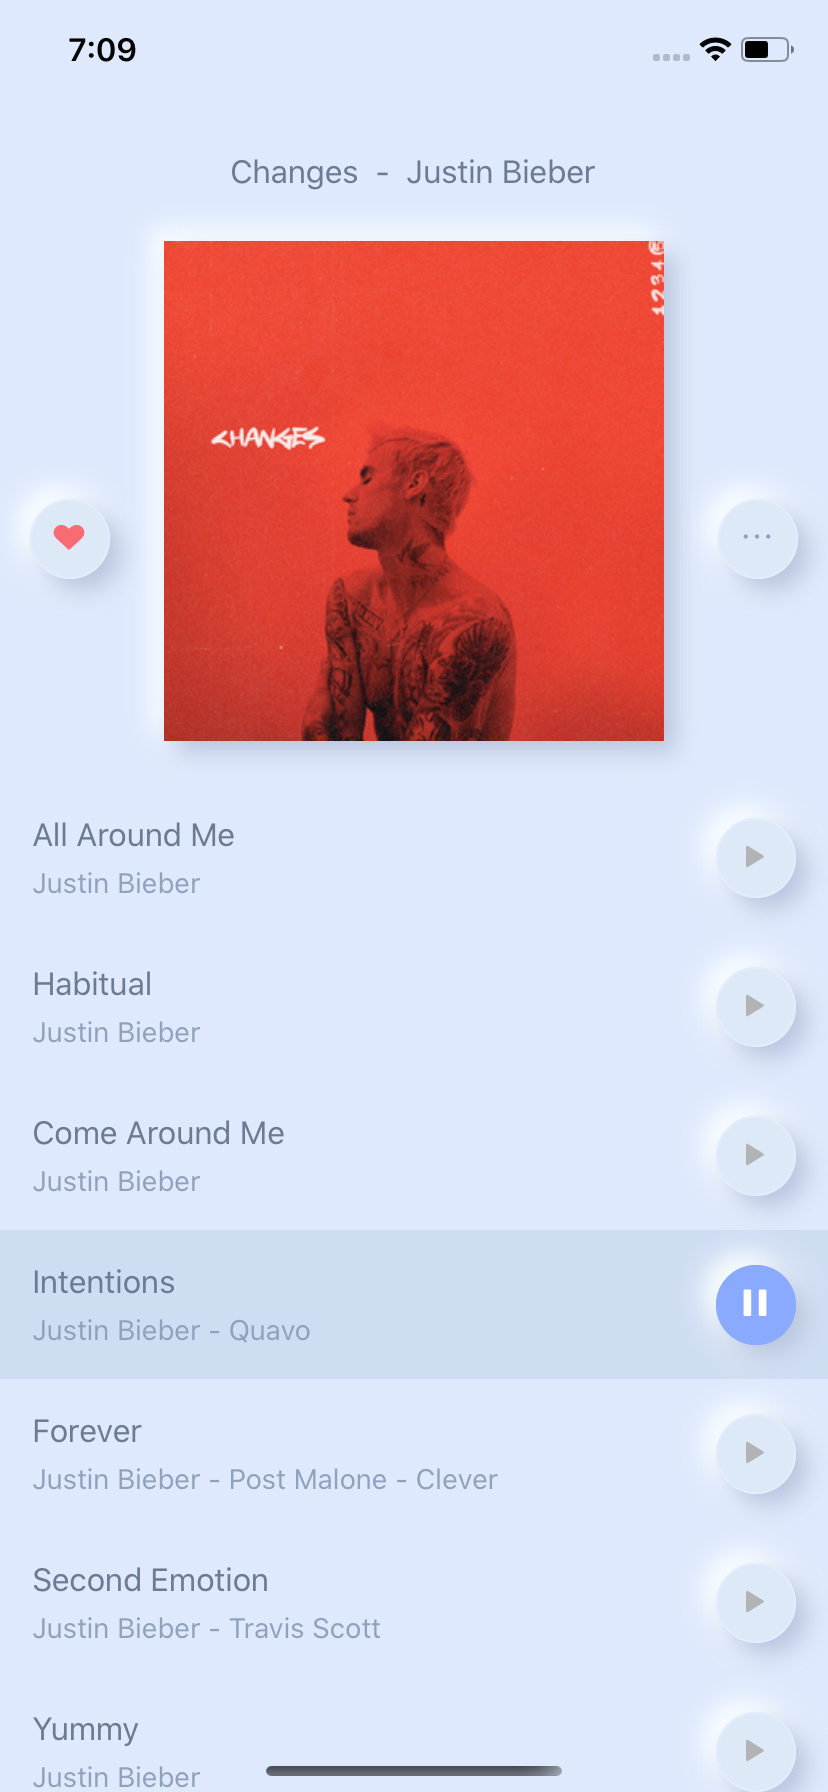 7:09
Changes - Justin Bieber
1234
CHANGES
All Around Me
Justin Bieber
Habitual
Justin Bieber
Come Around Me
Justin Bieber
Intentions
Justin Bieber - Quavo
Forever
Justin Bieber - Post Malone - Clever
Second Emotion
Justin Bieber - Travis Scott
Yummy
Justin Bieber